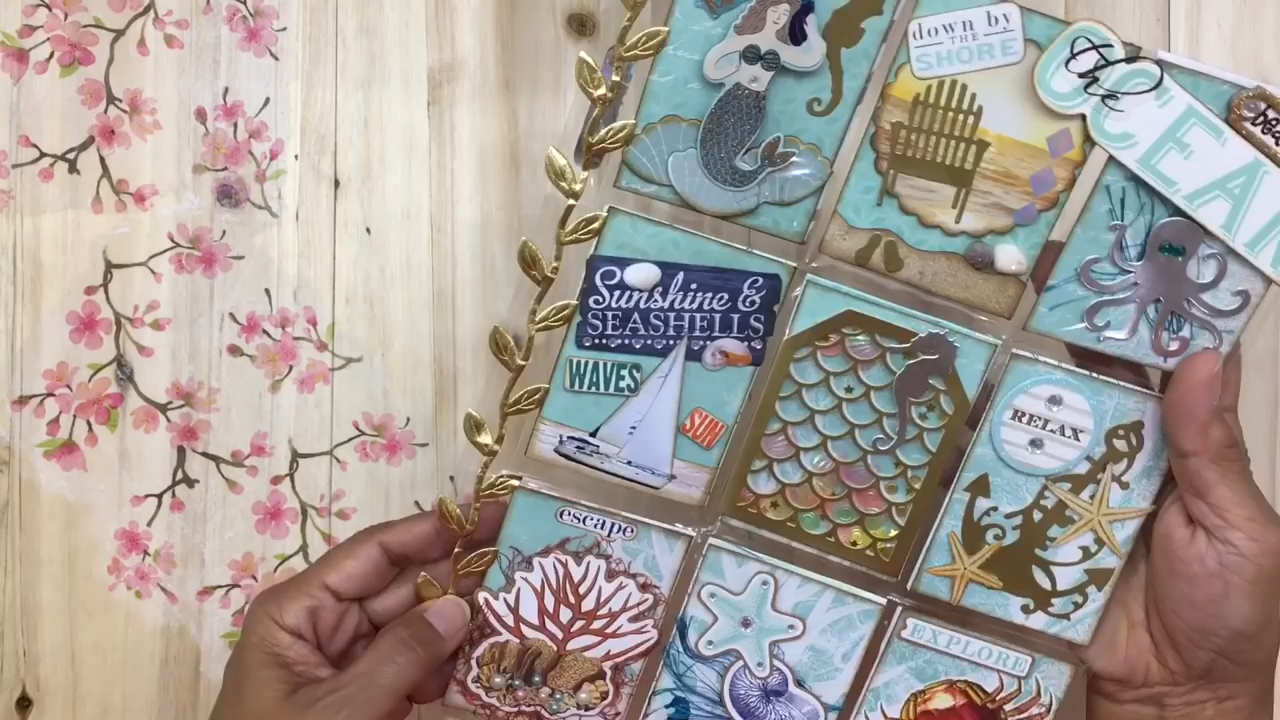 down by
THE
SHORE
the
OCEAN
Sunshine &
SEASHELLS
WAVES
SUN
RELAX
escape
EXPLORE